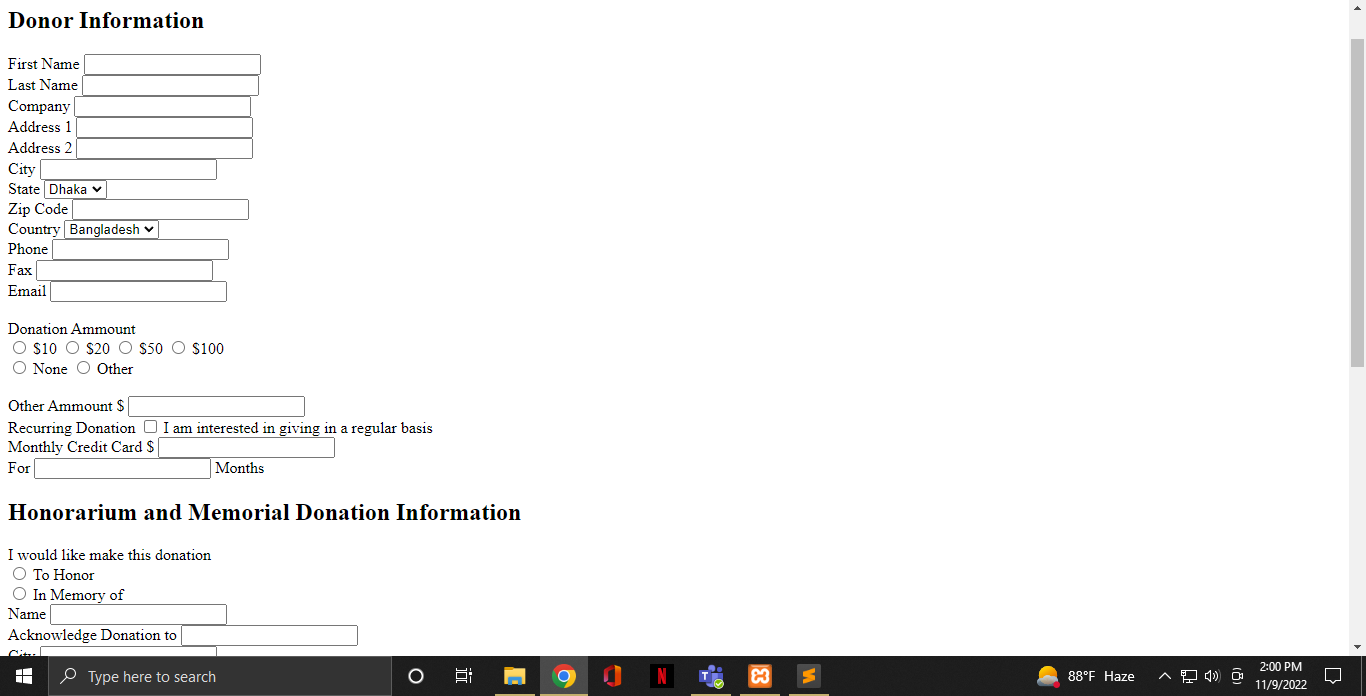 Donor Information
First Name
Last Name
Company
Address 1
Address 2
City
State Dhaka
Zip Code
Country Bangladesh
Phone
Fax
Email
Donation Ammount
$10 $20 $50 $100
None Other
Other Ammount $
Recurring Donation I am interested in giving in a regular basis
Monthly Credit Card $
For Months
Honorarium and Memorial Donation Information
I would like make this donation
To Honor
In Memory of
Name
Acknowledge Donation to
City
Type here to search
88°F Haze
2:00 PM
11/9/2022